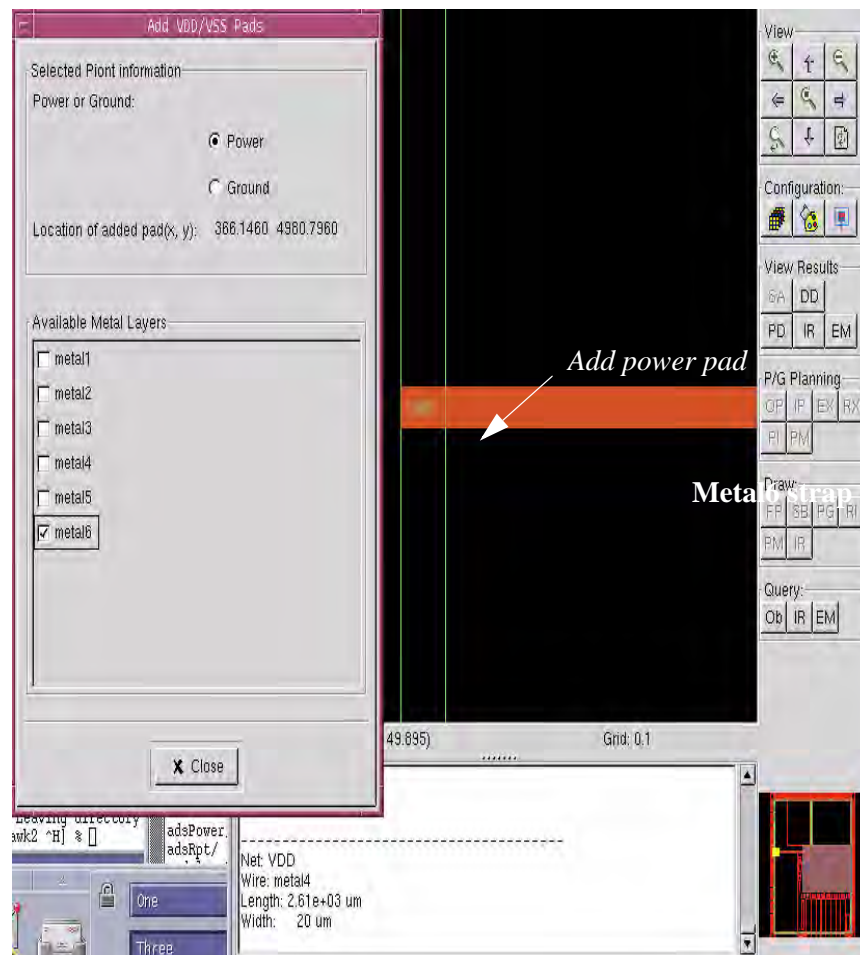 Add VDD/VSS Pads
Selected Piont information
Power or Ground:
Power
Ground
Location of added pad(x, y): 366.1460 4980.7960
Available Metal Layers
metal1
metal2
metal3
metal4
metal5
metal6
X Close
Add power pad
Metal6 strap
49.895)
Grid: 0.1
View
Configuration:
View Results
SA DD
PD IR EM
P/G Planning
OP IP EX RX
PI PM
Draw:
FP SB PG RI
PM IR
Query:
Ob IR EM
Leaving directory
awk2 ^H] %
adsPower.
adsRpt/
Net: VDD
Wire: metal4
Length: 2.61e+03 um
Width: 20 um
One
Three